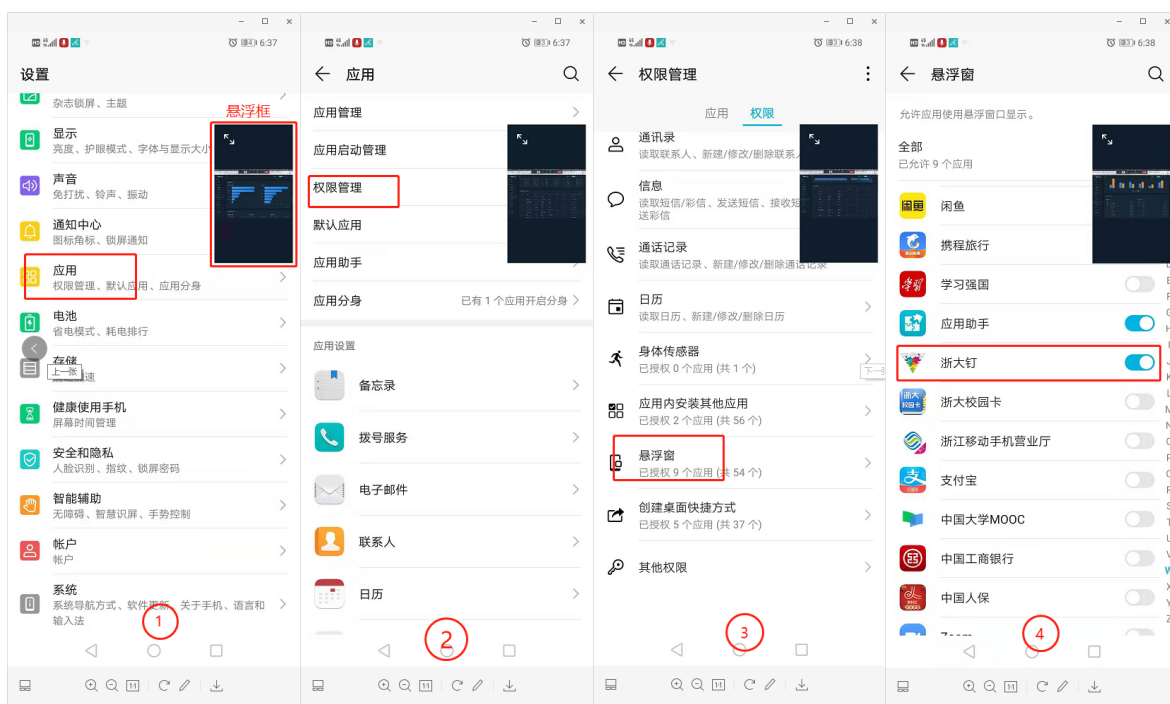 6:37
设置
杂志锁屏、主题
悬浮框
显示
亮度、护眼模式、字体与显示大小
声音
免打扰、铃声、振动
通知中心
图标角标、锁屏通知
应用
权限管理、默认应用、应用分身
电池
省电模式、耗电排行
存储
上一张
速
健康使用手机
屏幕时间管理
安全和隐私
人脸识别、指纹、锁屏密码
智能辅助
无障碍、智慧识屏、手势控制
帐户
帐户
系统
系统导航方式、软件更新、关于手机、语言和
输入法
1
1:1
6:37
应用
应用管理
应用启动管理
权限管理
默认应用
应用助手
应用分身
已有 1 个应用开启分身
应用设置
备忘录
拨号服务
电子邮件
联系人
日历
2
1:1
6:38
权限管理
应用
权限
通讯录
读取联系人、新建/修改/删除联系
信息
读取短信/彩信、发送短信、接收短
送彩信
通话记录
读取通话记录、新建/修改/删除通话记录
日历
读取日历、新建/修改/删除日历
身体传感器
已授权 0 个应用 (共 1 个)
下一
应用内安装其他应用
已授权 2 个应用 (共 56 个)
悬浮窗
已授权 9 个应用 (共 54 个)
创建桌面快捷方式
已授权 5 个应用 (共 37 个)
其他权限
3
1:1
6:38
悬浮窗
允许应用使用悬浮窗口显示。
全部
已允许 9 个应用
闲鱼
闲鱼
携程旅行
学习强国
应用助手
浙大钉
浙大
校园卡
浙大校园卡
浙江移动手机营业厅
支付宝
中国大学MOOC
中国工商银行
中国人保
4
1:1